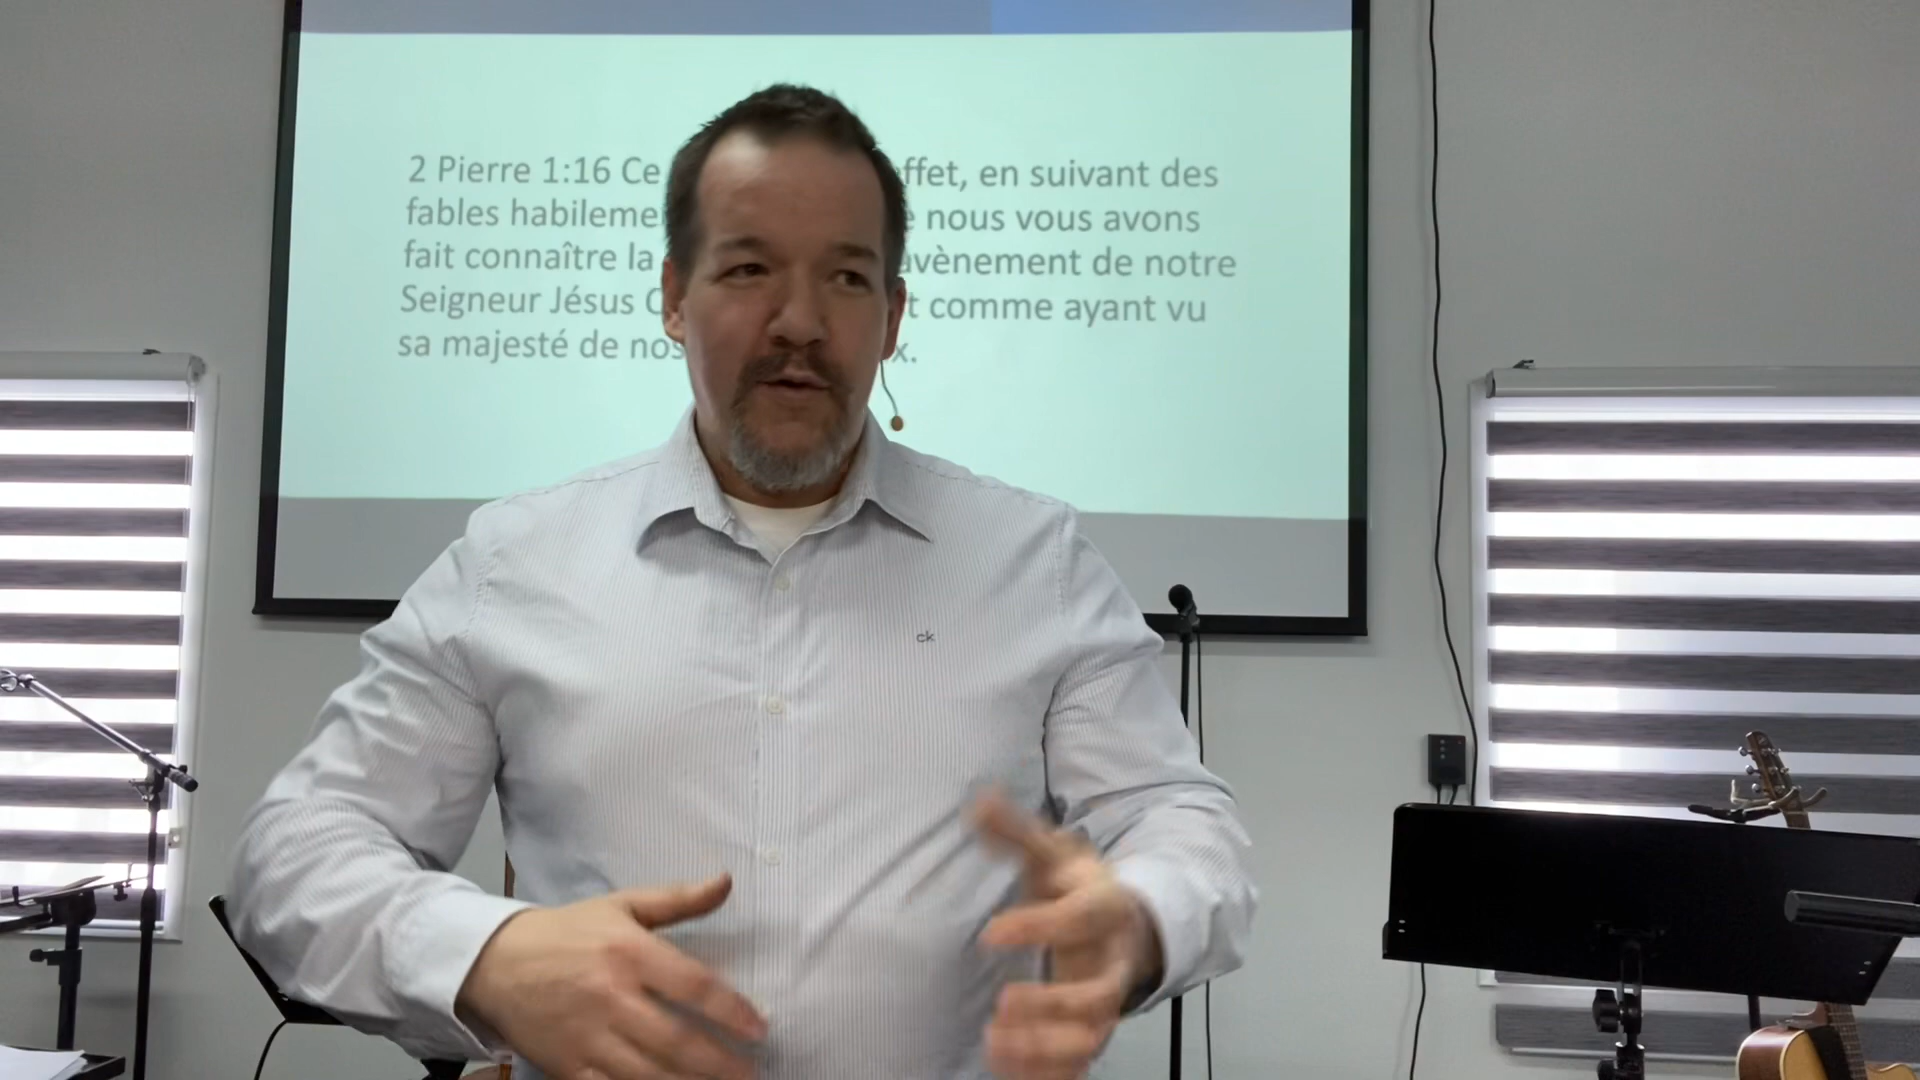 2 Pierre 1:16 Ce effet, en suivant des
fables nous vous avons
fait connaître la avènement de notre
Seigneur Jésus comme ayant vu
sa majesté de nos
ck